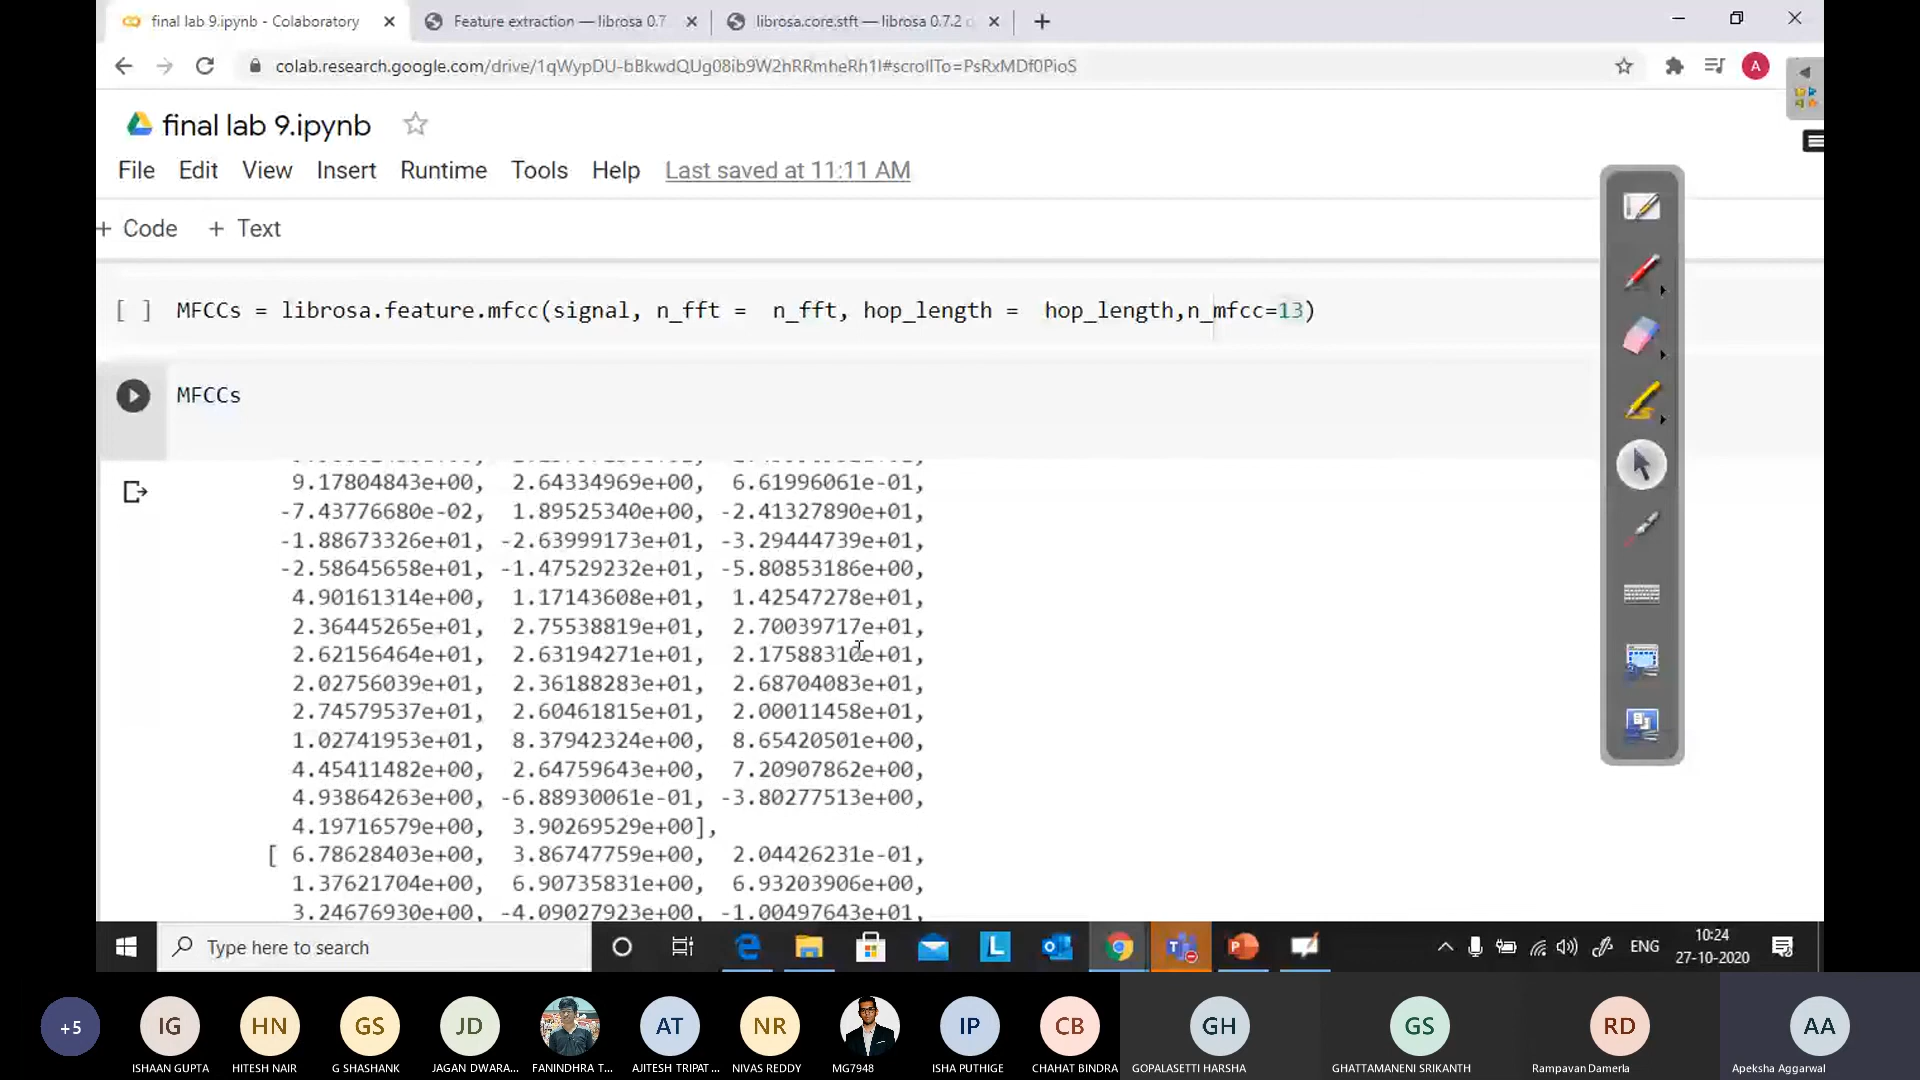 final lab 9.ipynb - Colaboratory
Feature extraction — librosa 0.7
librosa.core.stft — librosa 0.7.2
colab.research.google.com/drive/1qWypDU-bBkwdQUg08ib9W2hRRmheRh1I#scrollTo=PsRxMDf0PioS
A
final lab 9.ipynb
File Edit View Insert Runtime Tools Help Last saved at 11:11 AM
+ Code + Text
[ ] MFCCs = librosa.feature.mfcc(signal, n_fft = n_fft, hop_length = hop_length,n_mfcc=13)
MFCCs
9.17804843e+00, 2.64334969e+00, 6.61996061e-01,
-7.43776680e-02, 1.89525340e+00, -2.41327890e+01,
-1.88673326e+01, -2.63999173e+01, -3.29444739e+01,
-2.58645658e+01, -1.47529232e+01, -5.80853186e+00,
4.90161314e+00, 1.17143608e+01, 1.42547278e+01,
2.36445265e+01, 2.75538819e+01, 2.70039717e+01,
2.62156464e+01, 2.63194271e+01, 2.17588310e+01,
2.02756039e+01, 2.36188283e+01, 2.68704083e+01,
2.74579537e+01, 2.60461815e+01, 2.00011458e+01,
1.02741953e+01, 8.37942324e+00, 8.65420501e+00,
4.45411482e+00, 2.64759643e+00, 7.20907862e+00,
4.93864263e+00, -6.88930061e-01, -3.80277513e+00,
4.19716579e+00, 3.90269529e+00],
[ 6.78628403e+00, 3.86747759e+00, 2.04426231e-01,
1.37621704e+00, 6.90735831e+00, 6.93203906e+00,
3.24676930e+00, -4.09027923e+00, -1.00497643e+01,
Type here to search
ENG
10:24
27-10-2020
+5 IG HN GS JD AT NR IP CB GH GS RD AA
ISHAAN GUPTA HITESH NAIR G SHASHANK JAGAN DWARA... FANINDHRA T... AJITESH TRIPAT... NIVAS REDDY MG7948 ISHA PUTHIGE CHAHAT BINDRA GOPALASETTI HARSHA GHATTAMANENI SRIKANTH Rampavan Damerla Apeksha Aggarwal